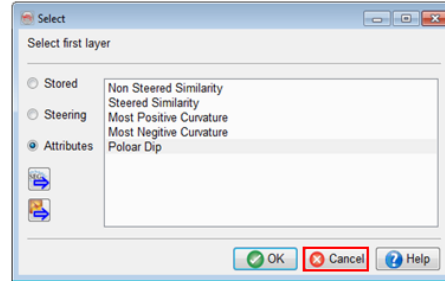 Select
Select first layer
Stored
Steering
Attributes
Non Steered Similarity
Steered Similarity
Most Positive Curvature
Most Negitive Curvature
Poloar Dip
OK
Cancel
Help